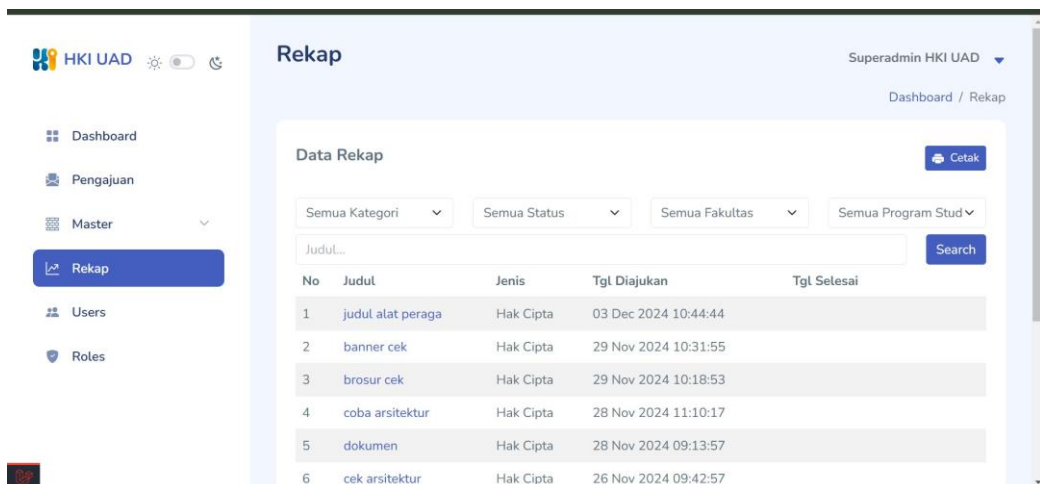 HKI UAD
Dashboard
Pengajuan
Master
Rekap
Users
Roles
Rekap
Superadmin HKI UAD
Dashboard / Rekap
Data Rekap
Cetak
Semua Kategori Semua Status Semua Fakultas Semua Program Stud
Judul... Search
No Judul Jenis Tgl Diajukan Tgl Selesai
1 judul alat peraga Hak Cipta 03 Dec 2024 10:44:44
2 banner cek Hak Cipta 29 Nov 2024 10:31:55
3 brosur cek Hak Cipta 29 Nov 2024 10:18:53
4 coba arsitektur Hak Cipta 28 Nov 2024 11:10:17
5 dokumen Hak Cipta 28 Nov 2024 09:13:57
6 cek arsitektur Hak Cipta 26 Nov 2024 09:42:57